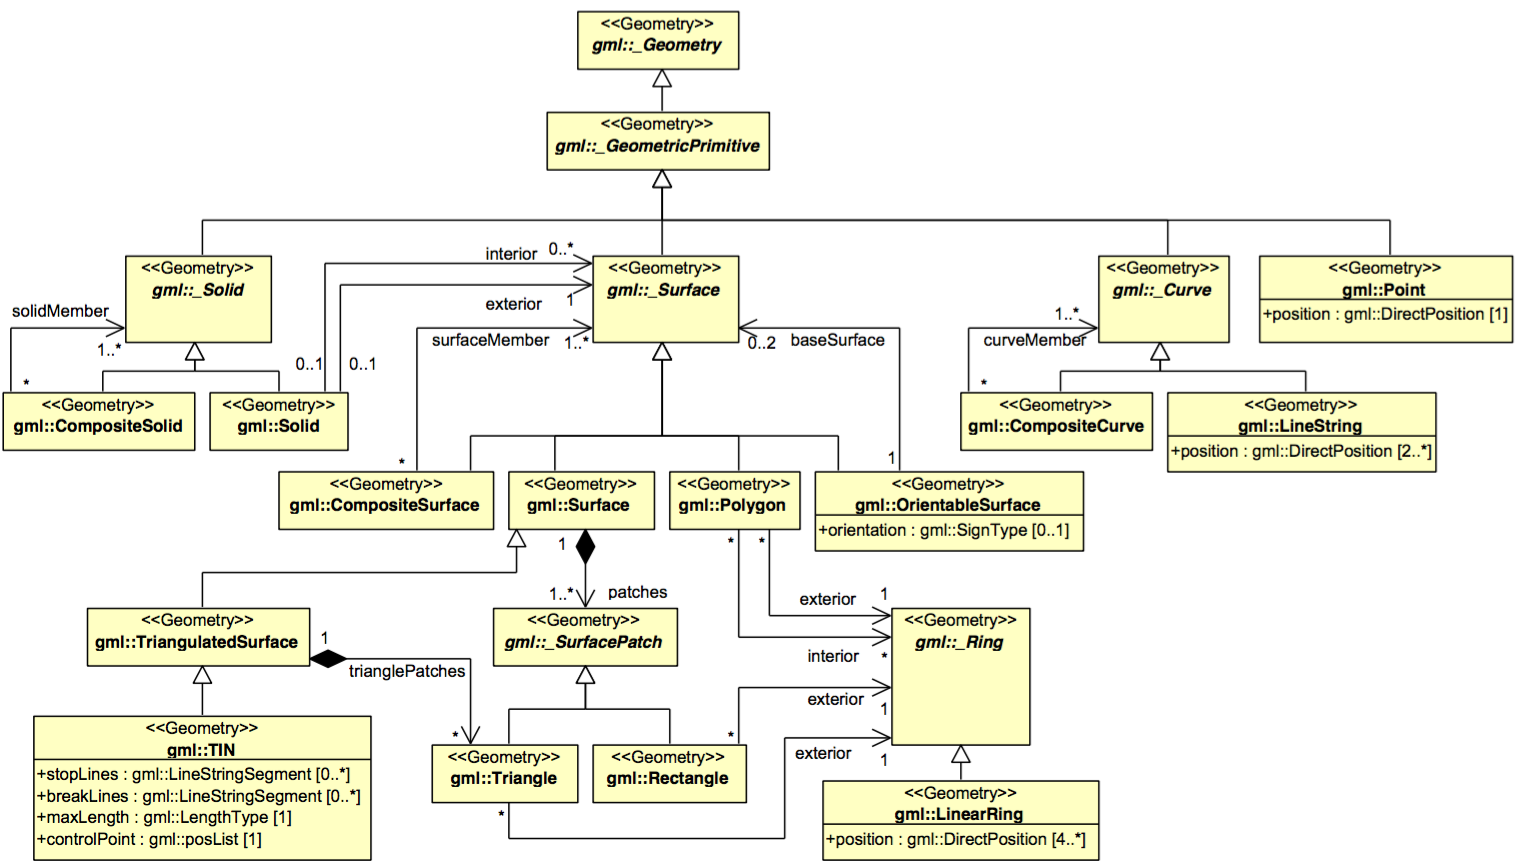 <<Geometry>>
gml::_Geometry
<<Geometry>>
gml::_GeometricPrimitive
<<Geometry>>
gml::_Solid
interior 0..*
exterior 1
<<Geometry>>
gml::_Surface
<<Geometry>>
gml::_Curve
<<Geometry>>
gml::Point
+position : gml::DirectPosition [1]
solidMember
1..*
*
0..1
0..1
surfaceMember 1..*
*
0..2 baseSurface
1
1..*
curveMember
*
<<Geometry>>
gml::CompositeSolid
<<Geometry>>
gml::Solid
<<Geometry>>
gml::CompositeCurve
<<Geometry>>
gml::LineString
+position : gml::DirectPosition [2..*]
<<Geometry>>
gml::CompositeSurface
<<Geometry>>
gml::Surface
<<Geometry>>
gml::Polygon
<<Geometry>>
gml::OrientableSurface
+orientation : gml::SignType [0..1]
1
1..* patches
* *
exterior 1
interior *
<<Geometry>>
gml::TriangulatedSurface
1
trianglePatches
*
<<Geometry>>
gml::_SurfacePatch
<<Geometry>>
gml::_Ring
exterior
1
*
exterior
1
*
<<Geometry>>
gml::TIN
+stopLines : gml::LineStringSegment [0..*]
+breakLines : gml::LineStringSegment [0..*]
+maxLength : gml::LengthType [1]
+controlPoint : gml::posList [1]
<<Geometry>>
gml::Triangle
<<Geometry>>
gml::Rectangle
<<Geometry>>
gml::LinearRing
+position : gml::DirectPosition [4..*]